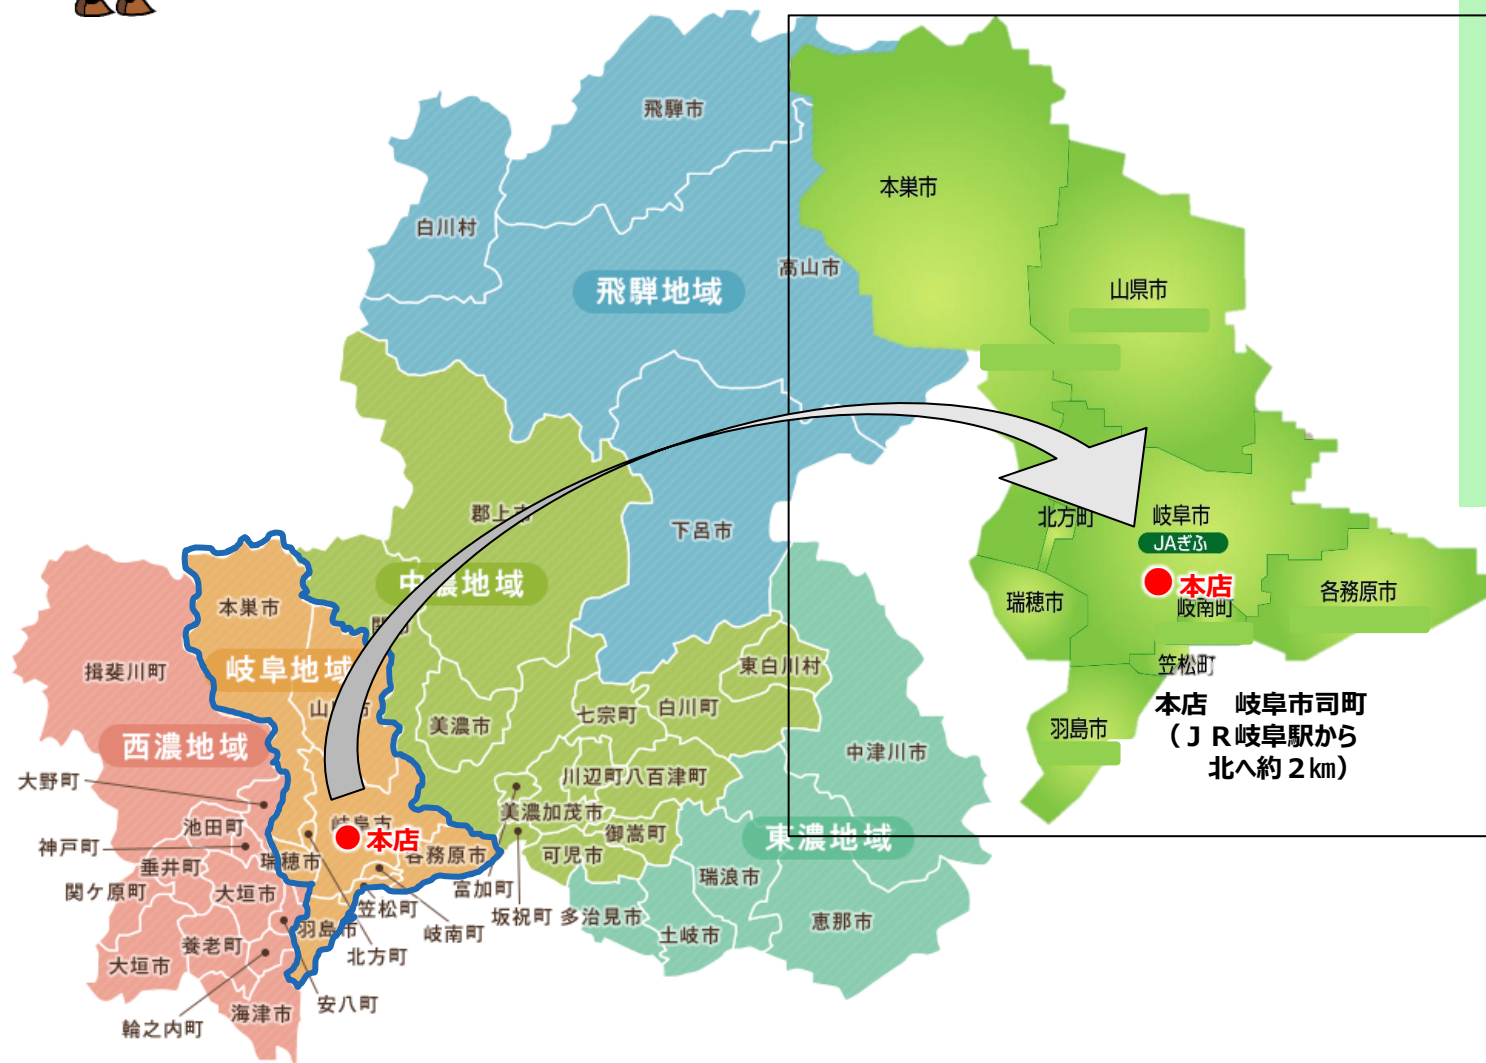 飛騨市
白川村
高山市
飛騨地域
郡上市
下呂市
中濃地域
本巣市
岐阜地域
揖斐川町
西濃地域
美濃市
七宗町
白川町
東白川村
中津川市
大野町
池田町
神戸町
垂井町
関ケ原町
大垣市
瑞穂市
岐阜市
本店
各務原市
川辺町
八百津町
美濃加茂市
御嵩町
可児市
富加町
坂祝町
多治見市
東濃地域
瑞浪市
土岐市
恵那市
笠松町
岐南町
羽島市
北方町
養老町
大垣市
安八町
輪之内町
海津市
本巣市
山県市
北方町
岐阜市
JAぎふ
本店
瑞穂市
岐南町
各務原市
笠松町
羽島市
本店　岐阜市司町
（ＪＲ岐阜駅から
北へ約２㎞）